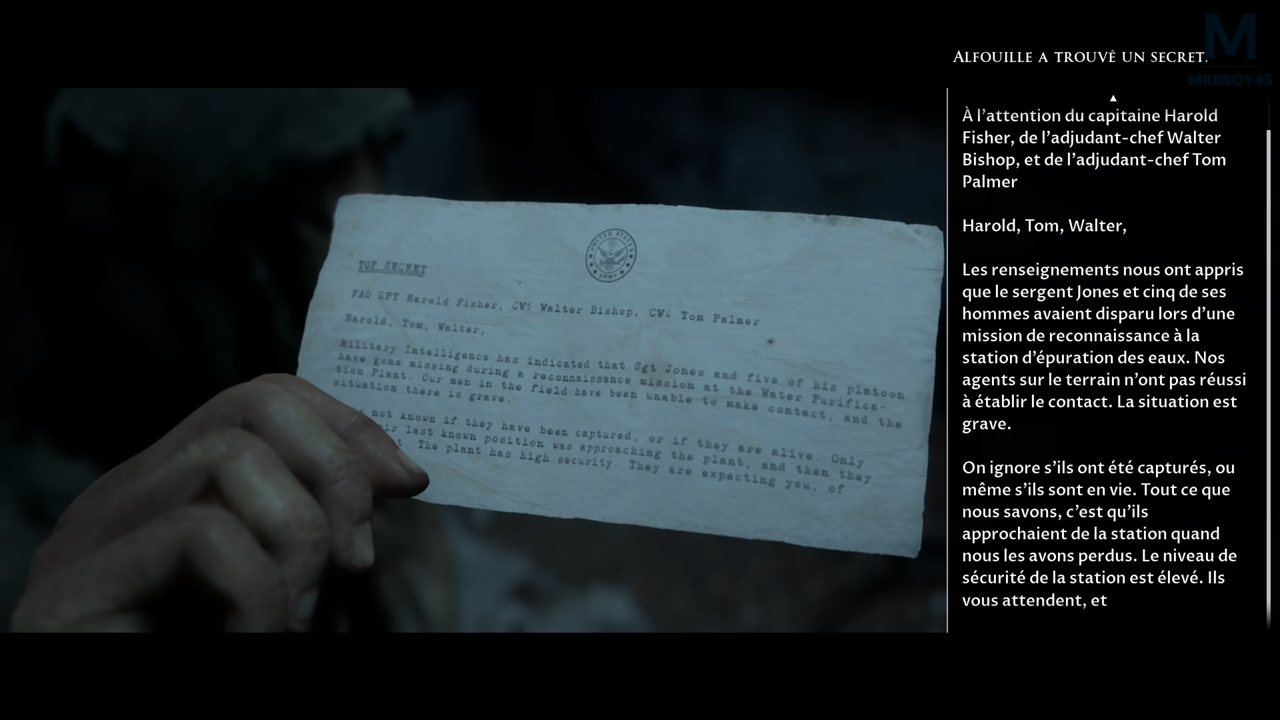 M
MRBBOY45
ALFOUILLE A TROUVÉ UN SECRET.
UNITED STATES
ARMY
TOP SECRET
FAO CPT Harold Fisher, CW5 Walter Bishop, CW4 Tom Palmer
Harold, Tom, Walter,
Military Intelligence has indicated that Sgt Jones and five of his platoon
have gone missing during a reconnaissance mission at the Water Purifica-
tion Plant. Our men in the field have been unable to make contact, and the
situation there is grave.
not known if they have been captured, or if they are alive. Only
last known position was approaching the plant, and then they
The plant has high security. They are expecting you, of
À l'attention du capitaine Harold
Fisher, de l'adjudant-chef Walter
Bishop, et de l'adjudant-chef Tom
Palmer
Harold, Tom, Walter,
Les renseignements nous ont appris
que le sergent Jones et cinq de ses
hommes avaient disparu lors d'une
mission de reconnaissance à la
station d'épuration des eaux. Nos
agents sur le terrain n'ont pas réussi
à établir le contact. La situation est
grave.
On ignore s'ils ont été capturés, ou
même s'ils sont en vie. Tout ce que
nous savons, c'est qu'ils
approchaient de la station quand
nous les avons perdus. Le niveau de
sécurité de la station est élevé. Ils
vous attendent, et